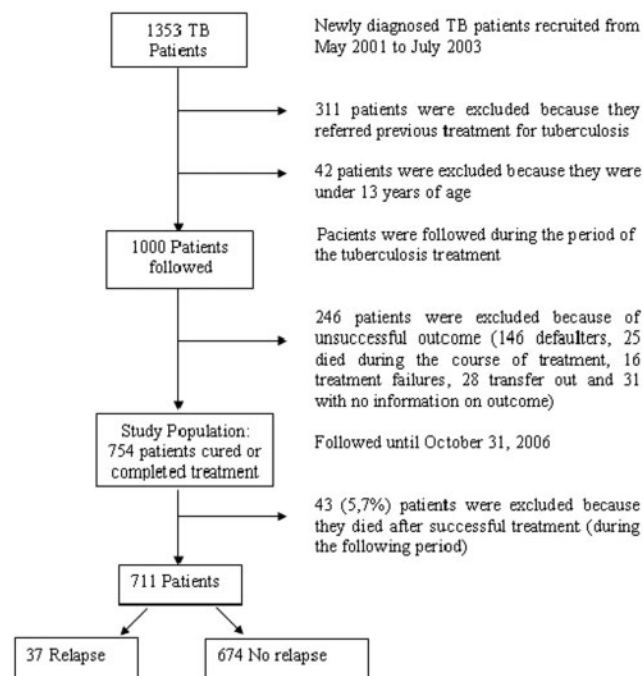 1353 TB
Patients
Newly diagnosed TB patients recruited from
May 2001 to July 2003
311 patients were excluded because they
referred previous treatment for tuberculosis
42 patients were excluded because they were
under 13 years of age
1000 Patients
followed
Pacients were followed during the period of
the tuberculosis treatment
246 patients were excluded because of
unsuccessful outcome (146 defaulters, 25
died during the course of treatment, 16
treatment failures, 28 transfer out and 31
with no information on outcome)
Study Population:
754 patients cured or
completed treatment
Followed until October 31, 2006
43 (5,7%) patients were excluded because
they died after successful treatment (during
the following period)
711 Patients
37 Relapse
674 No relapse